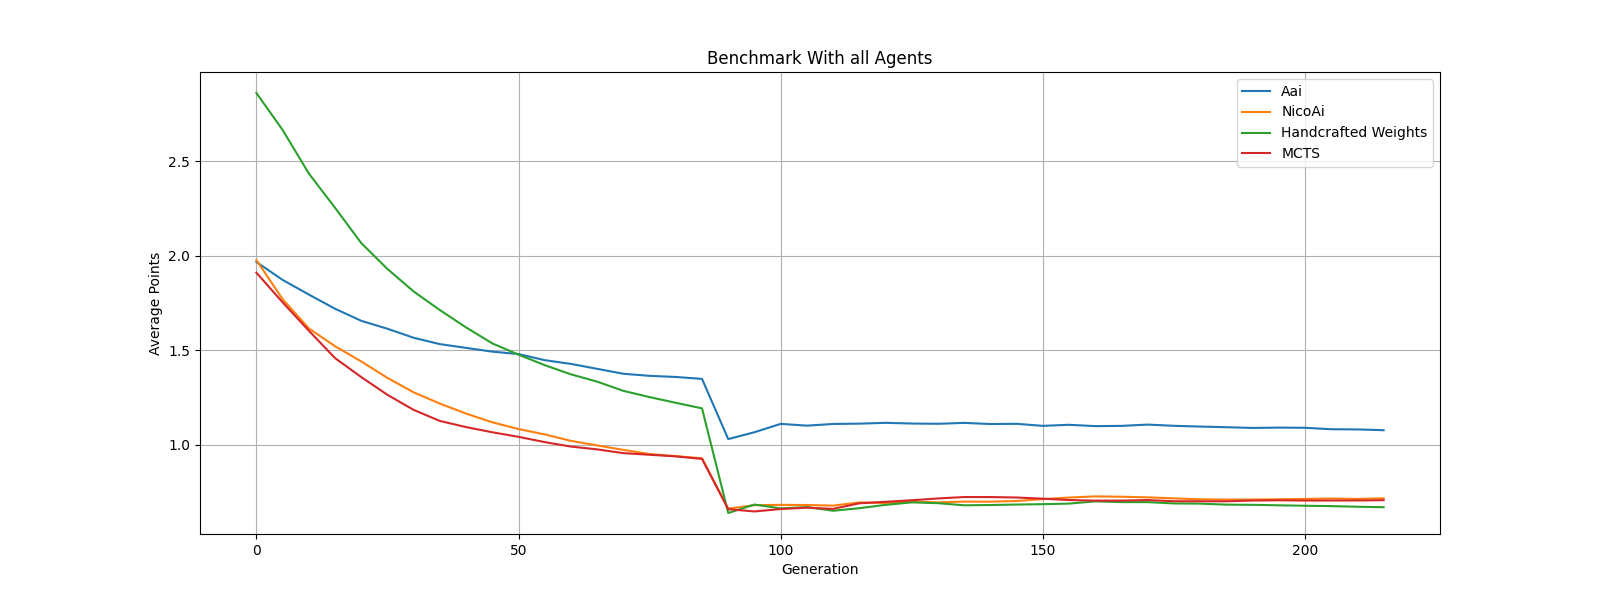 Benchmark With all Agents
Aai
NicoAi
Handcrafted Weights
MCTS
Average Points
2.5
2.0
1.5
1.0
0
50
100
150
200
Generation